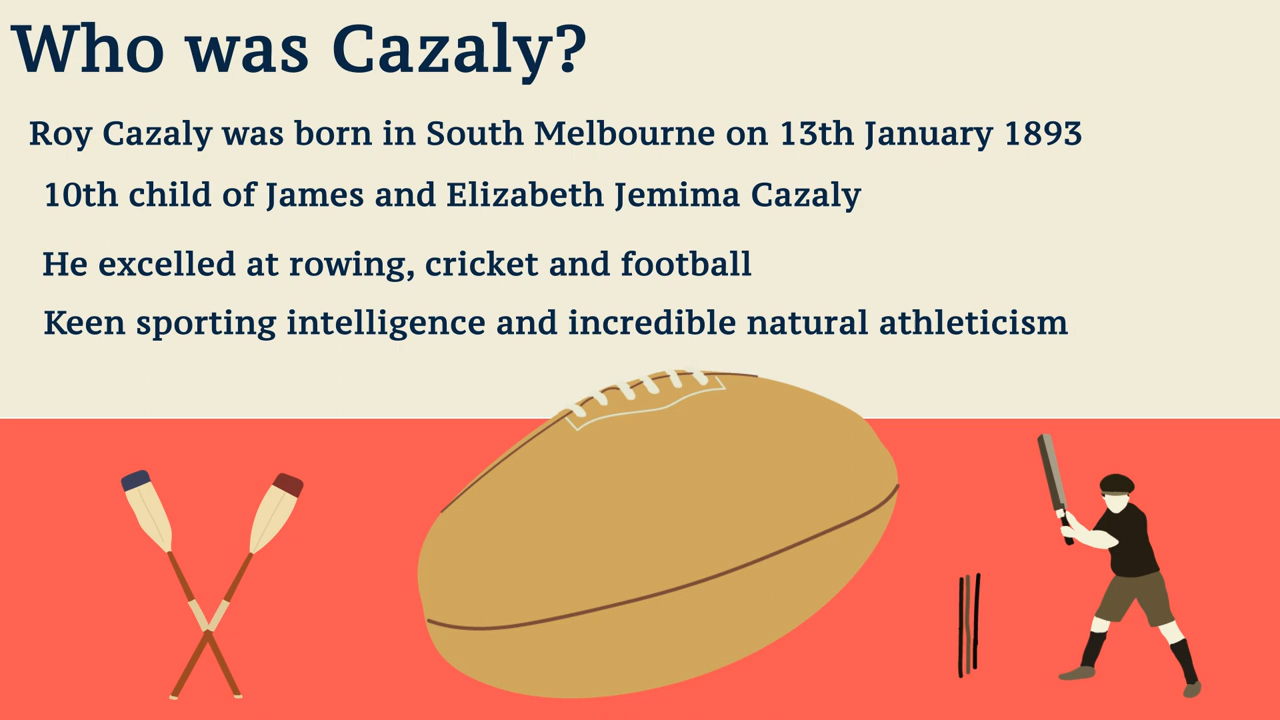 Who was Cazaly?
Roy Cazaly was born in South Melbourne on 13th January 1893
10th child of James and Elizabeth Jemima Cazaly
He excelled at rowing, cricket and football
Keen sporting intelligence and incredible natural athleticism